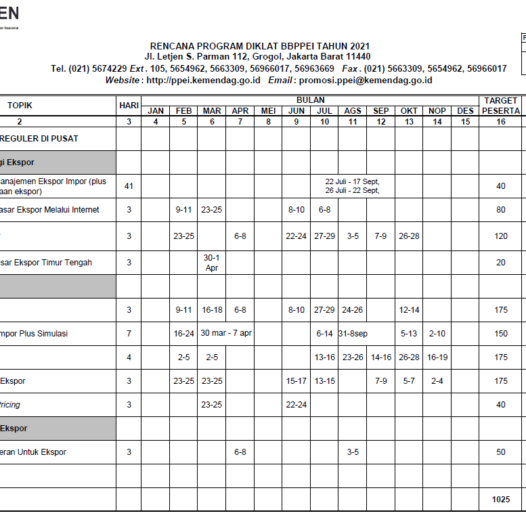 EN
RENCANA PROGRAM DIKLAT BBPPEI TAHUN 2021
Jl. Letjen S. Parman 112, Grogol, Jakarta Barat 11440
Tel. (021) 5674229 Ext. 105, 5654962, 5663309, 56966017, 56963669 Fax. (021) 5663309, 5654962, 56966017
Website : http://ppei.kemendag.go.id Email : promosi.ppei@kemendag.go.id
TOPIK HARI BULAN TARGET PESERTA
JAN FEB MAR APR MEI JUN JUL AGS SEP OKT NOP DES
2 3 4 5 6 7 8 9 10 11 12 13 14 15 16
REGULER DI PUSAT
gi Ekspor
anajemen Ekspor Impor (plus 41 22 Juli - 17 Sept, 40
aan ekspor) 26 Juli - 22 Sept,
asar Ekspor Melalui Internet 3 9-11 23-25 8-10 6-8 80
3 23-25 6-8 22-24 27-29 3-5 7-9 26-28 120
sar Ekspor Timur Tengah 3 30-1 Apr 20
3 9-11 16-18 6-8 8-10 27-29 24-26 12-14 175
mpor Plus Simulasi 7 16-24 30 mar - 7 apr 6-14 31-8sep 5-13 2-10 150
4 2-5 2-5 13-16 23-26 14-16 26-28 16-19 175
Ekspor 3 23-25 23-25 15-17 13-15 7-9 5-7 2-4 175
ricing 3 23-25 22-24 40
Ekspor
eran Untuk Ekspor 3 6-8 3-5 50
1025